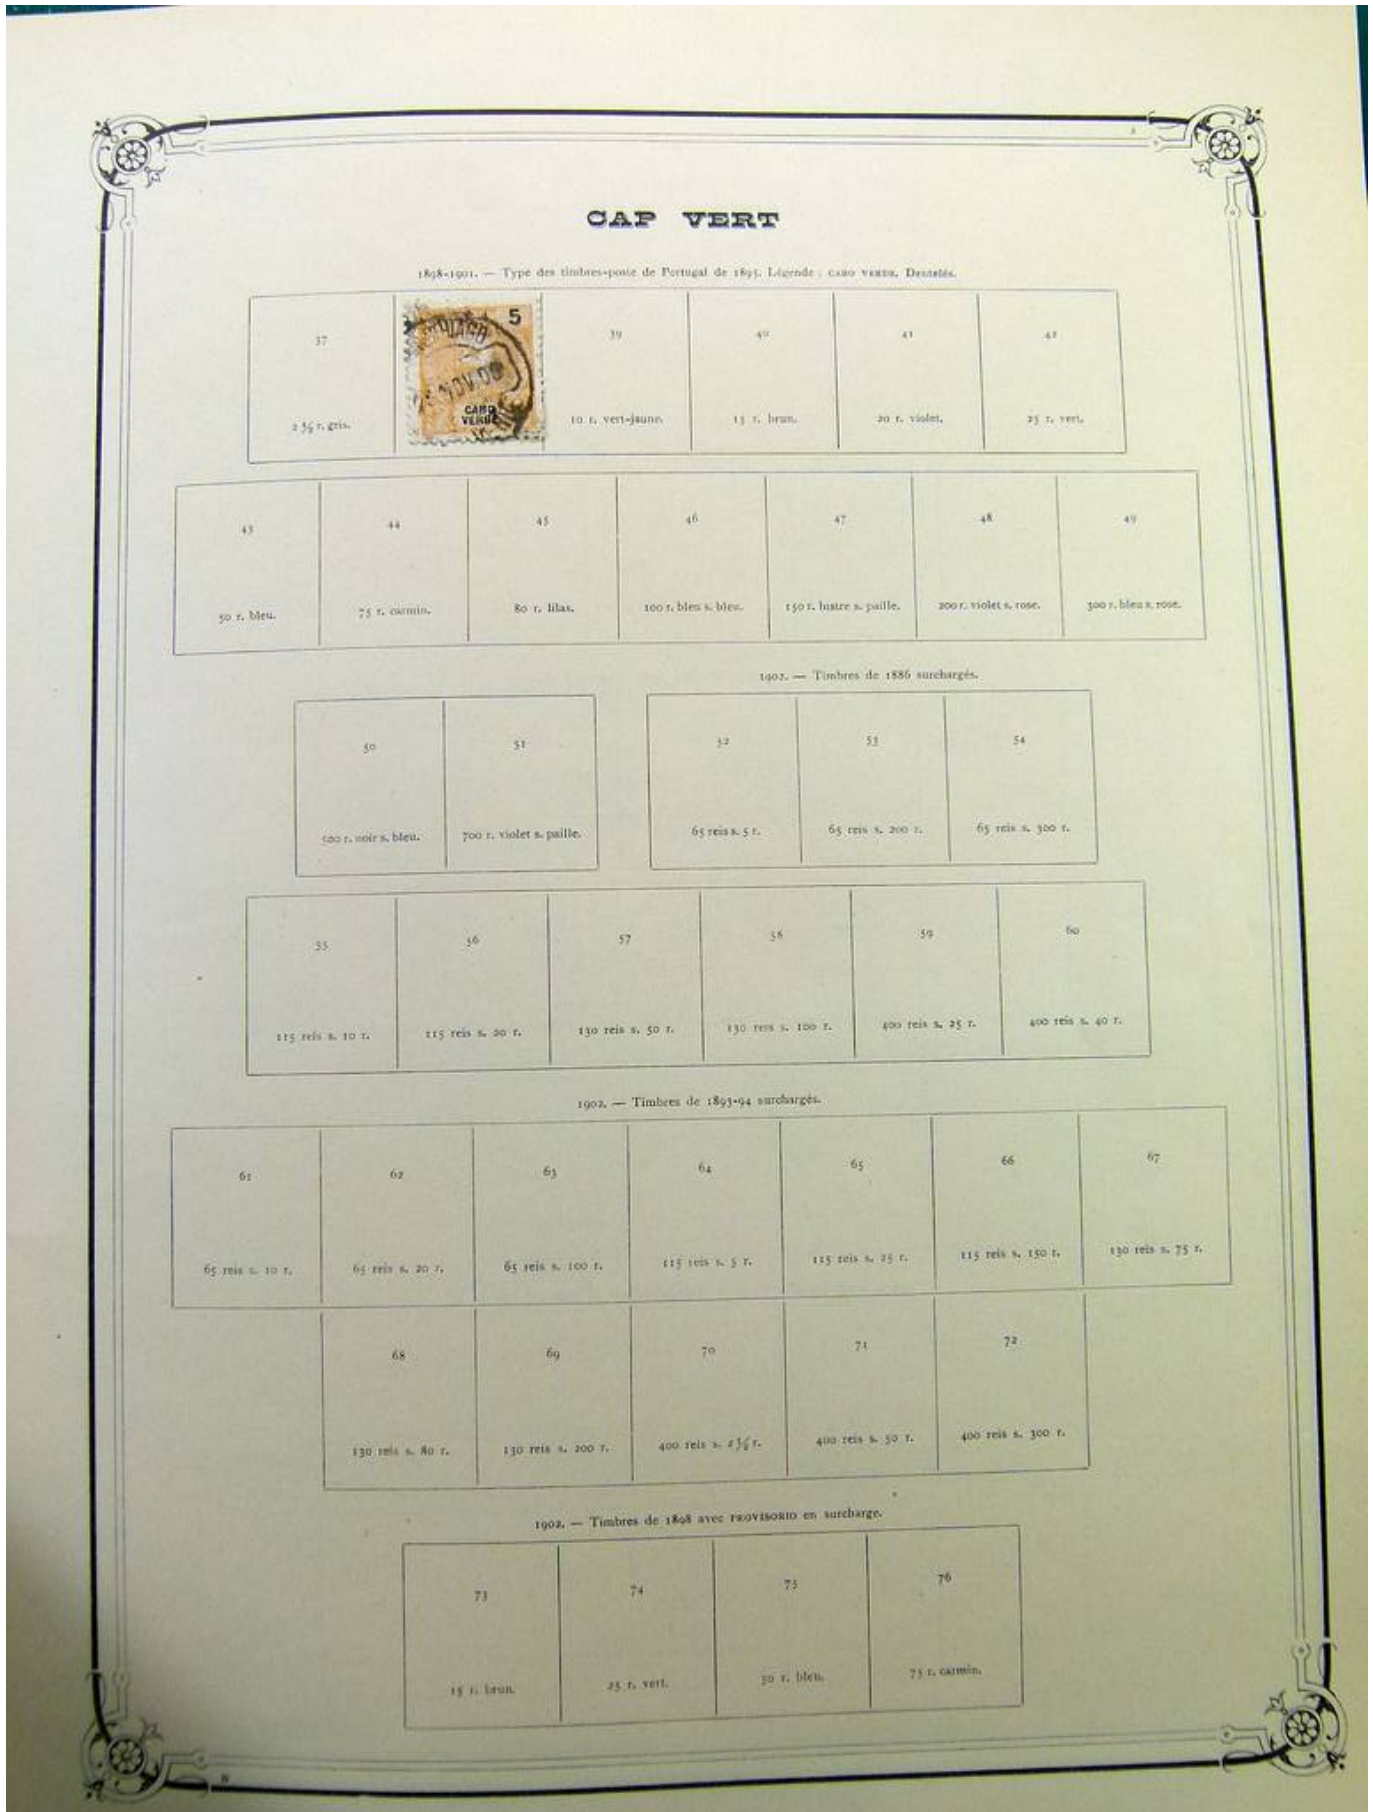 CAP VERT
1898-1901. — Type des timbres-poste de Portugal de 1895. Légende : CABO VERDE. Dentelés.
37 39 40 41 42
5
CABO
VERDE
2 ½ r. gris. 10 r. vert-jaune. 15 r. brun. 20 r. violet. 25 r. vert.
43 44 45 46 47 48 49
50 r. bleu. 75 r. carmin. 80 r. lilas. 100 r. bleu s. bleu. 150 r. bistre s. paille. 200 r. violet s. rose. 300 r. bleu s. rose.
1902. — Timbres de 1886 surchargés.
50 51 52 53 54
500 r. noir s. bleu. 700 r. violet s. paille. 65 reis s. 5 r. 65 reis s. 200 r. 65 reis s. 300 r.
55 56 57 58 59 60
115 reis s. 10 r. 115 reis s. 20 r. 130 reis s. 50 r. 130 reis s. 100 r. 400 reis s. 25 r. 400 reis s. 40 r.
1902. — Timbres de 1893-94 surchargés.
61 62 63 64 65 66 67
65 reis s. 10 r. 65 reis s. 20 r. 65 reis s. 100 r. 115 reis s. 5 r. 115 reis s. 25 r. 115 reis s. 150 r. 130 reis s. 75 r.
68 69 70 71 72
130 reis s. 80 r. 130 reis s. 200 r. 400 reis s. 2 ½ r. 400 reis s. 50 r. 400 reis s. 300 r.
1902. — Timbres de 1898 avec PROVISORIO en surcharge.
73 74 75 76
15 r. brun. 25 r. vert. 50 r. bleu. 75 r. carmin.